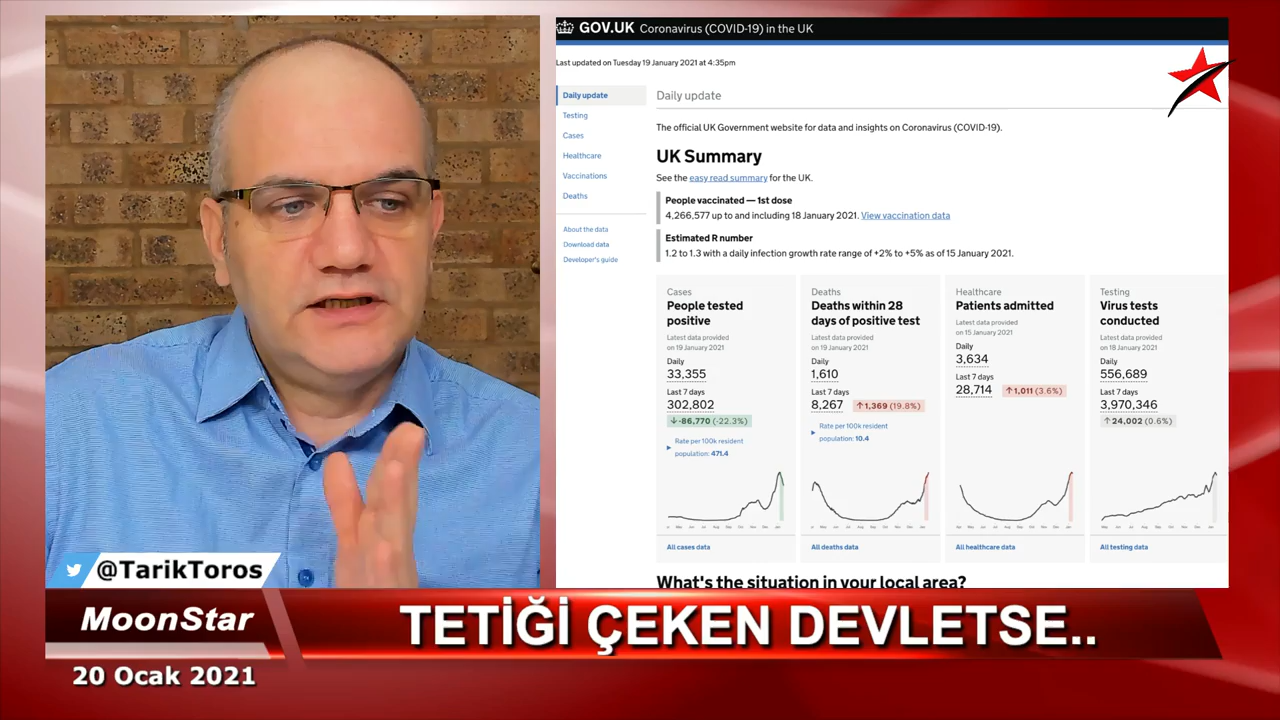 GOV.UK Coronavirus (COVID-19) in the UK
Last updated on Tuesday 19 January 2021 at 4:35pm
Daily update
Testing
Cases
Healthcare
Vaccinations
Deaths
About the data
Download data
Developer's guide
Daily update
The official UK Government website for data and insights on Coronavirus (COVID-19).
UK Summary
See the easy read summary for the UK.
People vaccinated — 1st dose
4,266,577 up to and including 18 January 2021. View vaccination data
Estimated R number
1.2 to 1.3 with a daily infection growth rate range of +2% to +5% as of 15 January 2021.
Cases
People tested
positive
Latest data provided
on 19 January 2021
Daily
33,355
Last 7 days
302,802
↓ -86,770 (-22.3%)
▶ Rate per 100k resident
population: 471.4
All cases data
Deaths
Deaths within 28
days of positive test
Latest data provided
on 19 January 2021
Daily
1,610
Last 7 days
8,267 ↑ 1,369 (19.8%)
▶ Rate per 100k resident
population: 10.4
All deaths data
Healthcare
Patients admitted
Latest data provided
on 15 January 2021
Daily
3,634
Last 7 days
28,714 ↑ 1,011 (3.6%)
All healthcare data
Testing
Virus tests
conducted
Latest data provided
on 18 January 2021
Daily
556,689
Last 7 days
3,970,346
↑ 24,002 (0.6%)
All testing data
What's the situation in your local area?
@TarikToros
MoonStar
TETİĞİ ÇEKEN DEVLETSE..
20 Ocak 2021